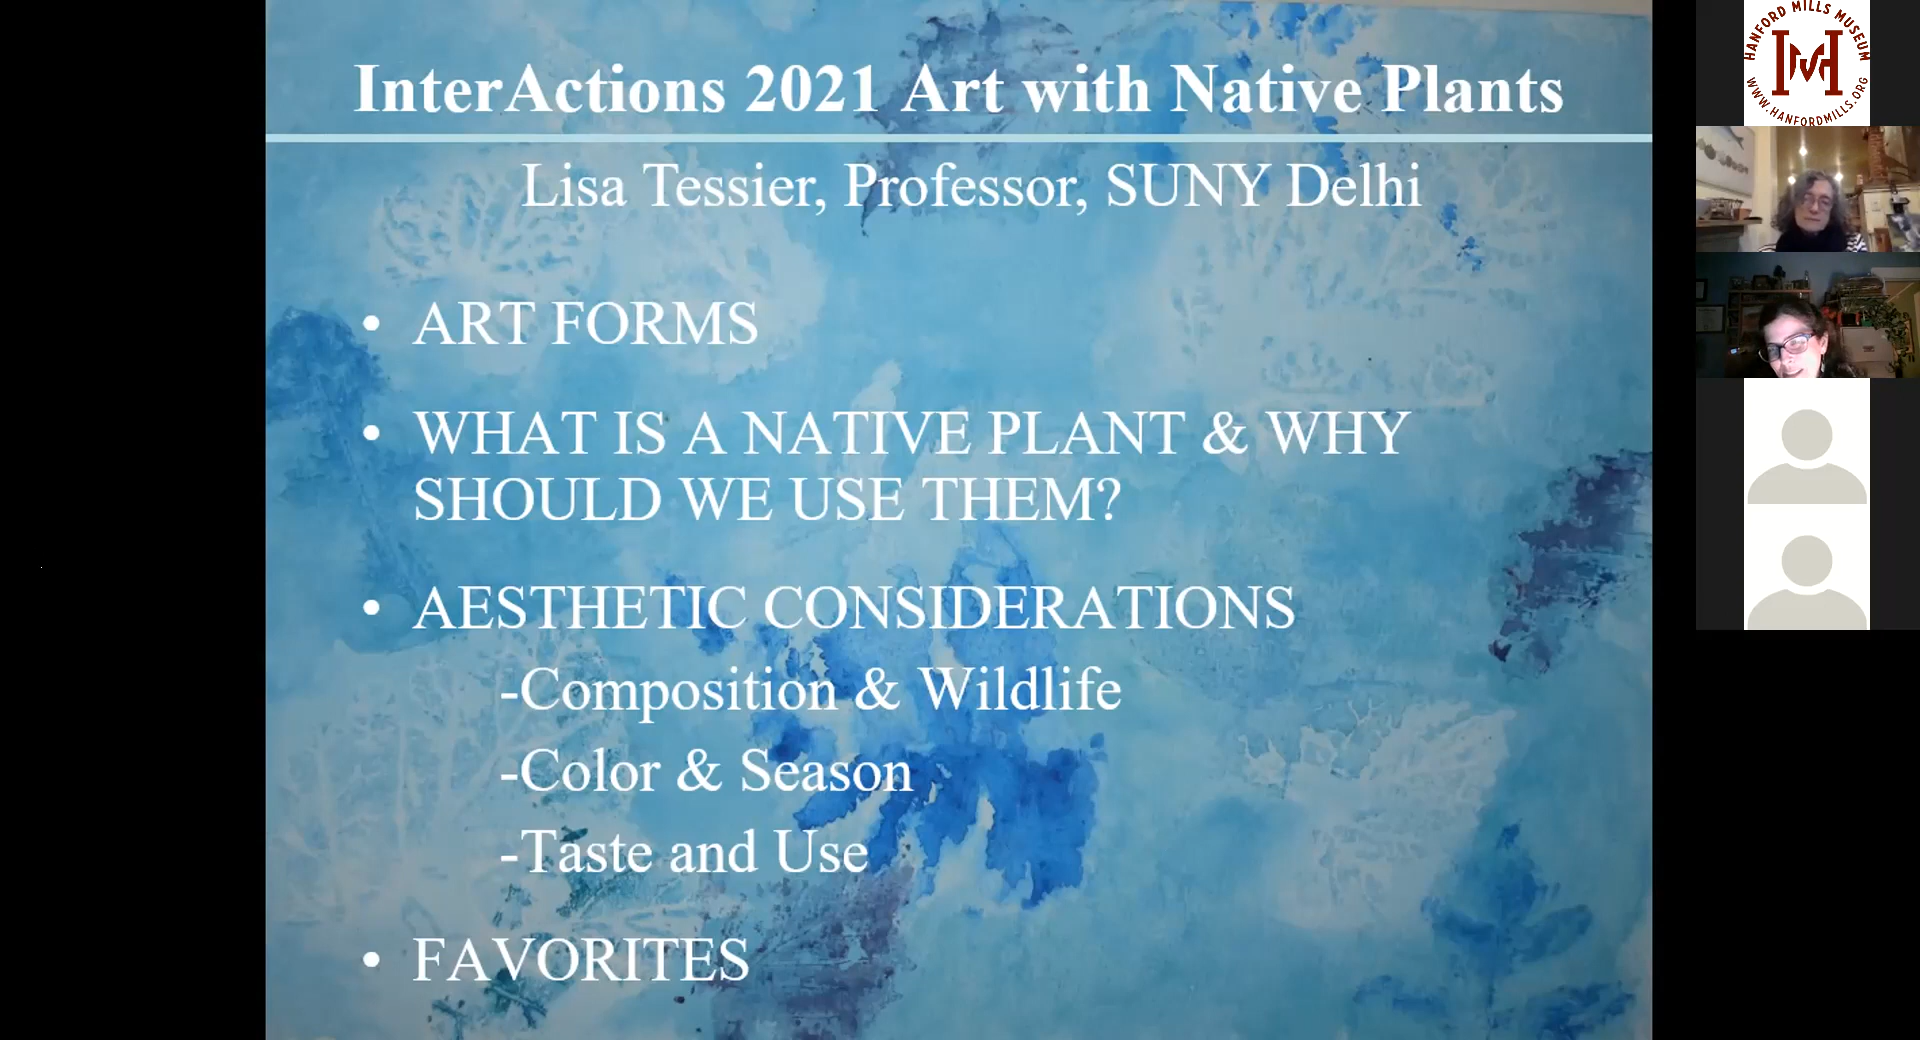 InterActions 2021 Art with Native Plants
Lisa Tessier, Professor, SUNY Delhi
• ART FORMS
• WHAT IS A NATIVE PLANT & WHY
SHOULD WE USE THEM?
• AESTHETIC CONSIDERATIONS
-Composition & Wildlife
-Color & Season
-Taste and Use
• FAVORITES
HANFORD MILLS MUSEUM
HM
WWW.HANFORDMILLS.ORG